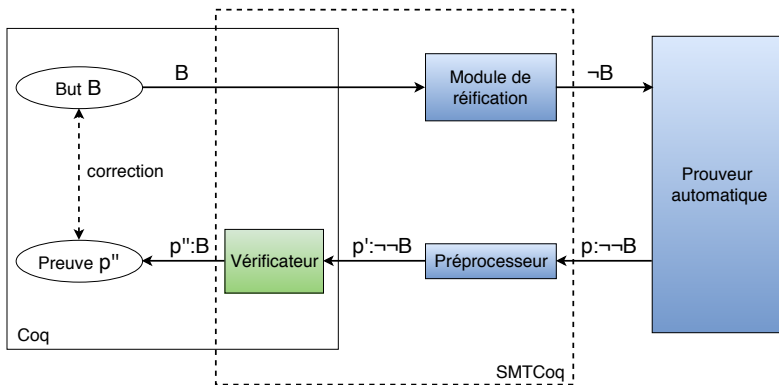 But B
B
Module de
réification
¬B
Prouveur
automatique
correction
Preuve p''
p'':B
Vérificateur
p':¬¬B
Préprocesseur
p:¬¬B
Coq
SMTCoq